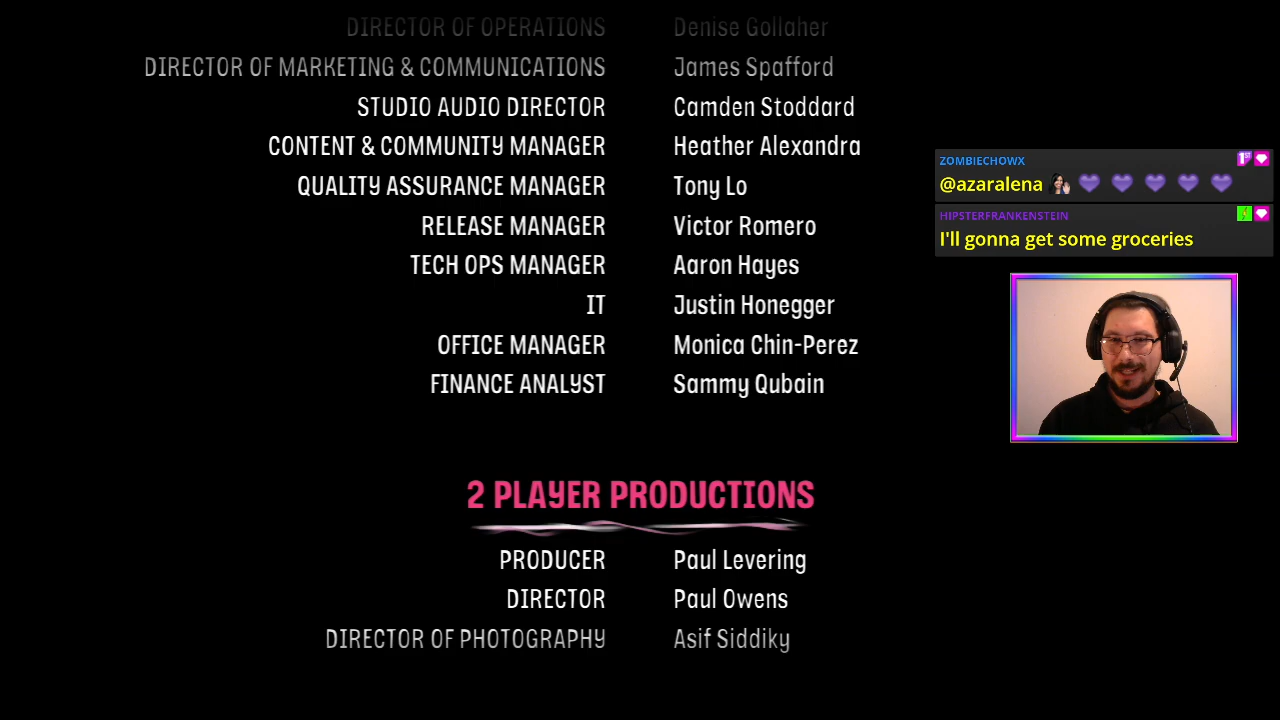 DIRECTOR OF OPERATIONS Denise Gollaher
DIRECTOR OF MARKETING & COMMUNICATIONS James Spafford
STUDIO AUDIO DIRECTOR Camden Stoddard
CONTENT & COMMUNITY MANAGER Heather Alexandra
QUALITY ASSURANCE MANAGER Tony Lo
RELEASE MANAGER Victor Romero
TECH OPS MANAGER Aaron Hayes
IT Justin Honegger
OFFICE MANAGER Monica Chin-Perez
FINANCE ANALYST Sammy Qubain
2 PLAYER PRODUCTIONS
PRODUCER Paul Levering
DIRECTOR Paul Owens
DIRECTOR OF PHOTOGRAPHY Asif Siddiky
ZOMBIECHOWX 1ST
@azaralena
HIPSTERFRANKENSTEIN
I'll gonna get some groceries